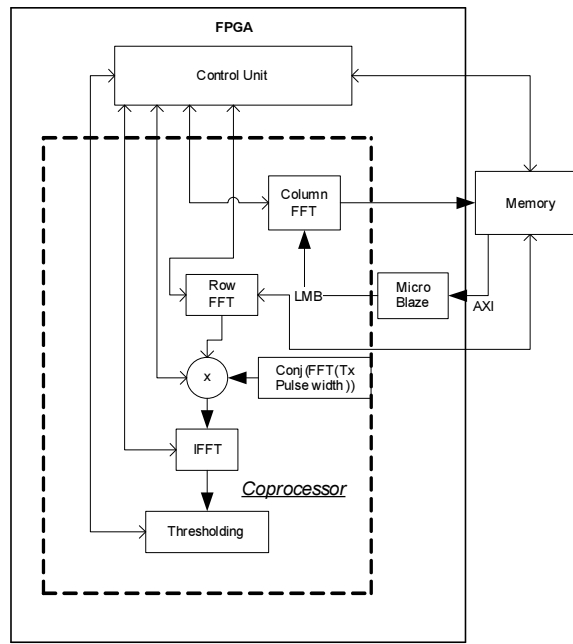 FPGA
Control Unit
Column
FFT
Memory
Row
FFT
LMB
Micro
Blaze
AXI
x
Conj(FFT(Tx
Pulse width))
IFFT
Coprocessor
Thresholding